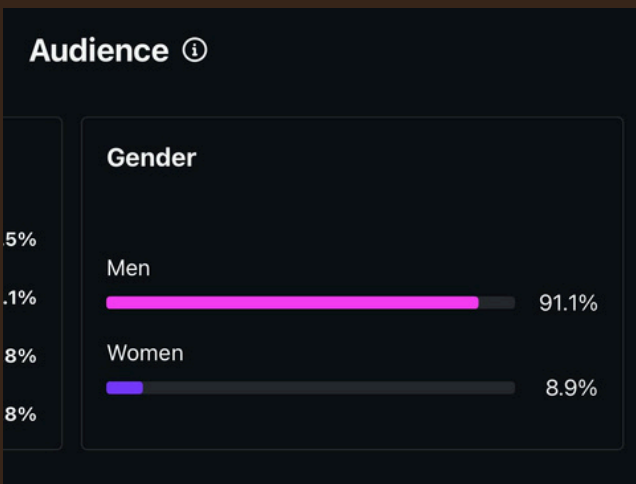 Audience
Gender
.5%
Men
.1%
91.1%
8%
Women
8%
8.9%